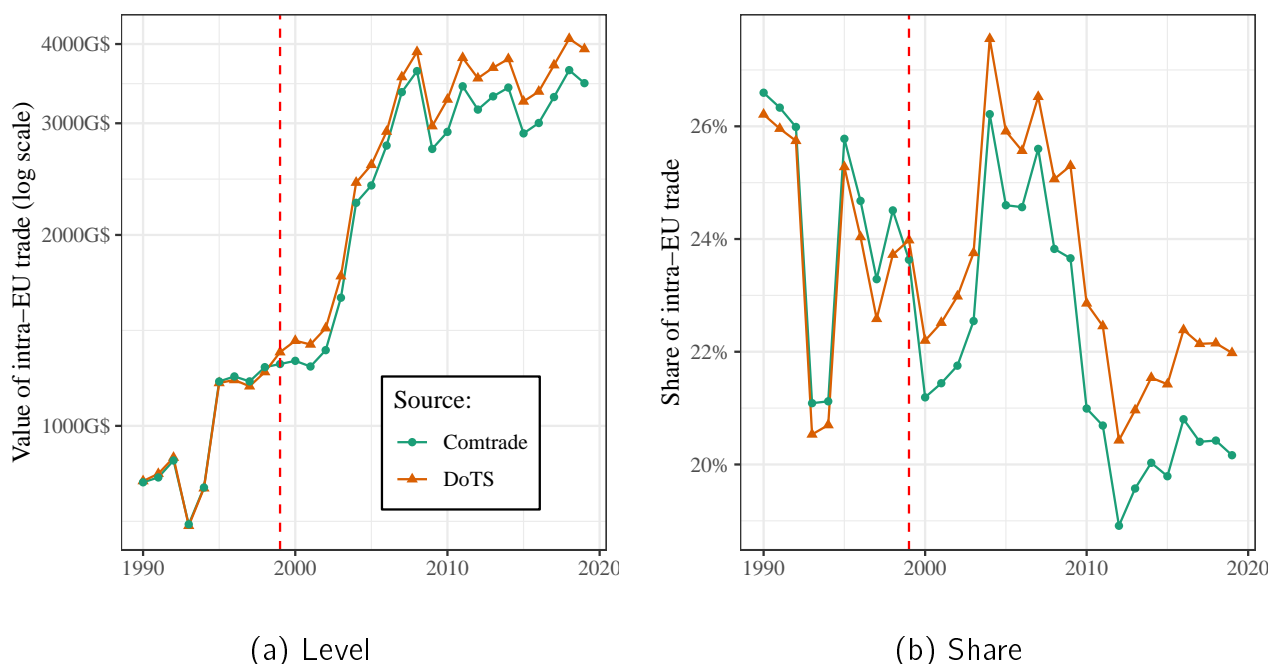 Value of intra−EU trade (log scale)
4000G$
3000G$
2000G$
1000G$
1990
2000
2010
2020
Source:
Comtrade
DoTS
(a) Level
Share of intra−EU trade
26%
24%
22%
20%
1990
2000
2010
2020
(b) Share